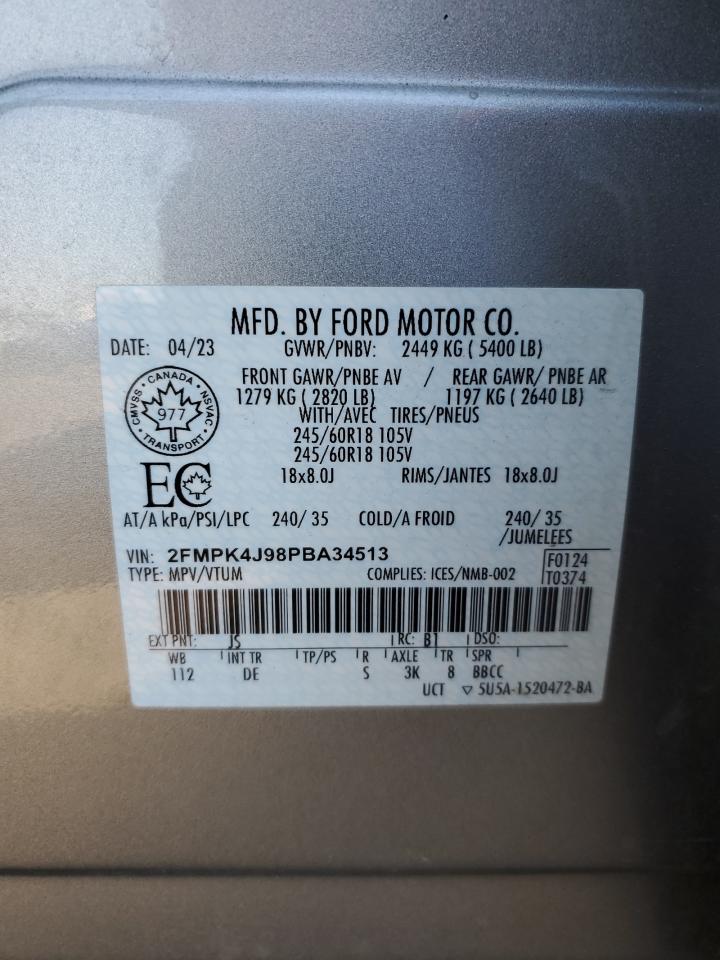 MFD. BY FORD MOTOR CO.
DATE: 04/23 GVWR/PNBV: 2449 KG ( 5400 LB)
FRONT GAWR/PNBE AV / REAR GAWR/ PNBE AR
1279 KG ( 2820 LB) 1197 KG ( 2640 LB)
WITH/AVEC TIRES/PNEUS
245/60R18 105V
245/60R18 105V
18x8.0J RIMS/JANTES 18x8.0J
CANADA
CMVSS · NSVAC
977
TRANSPORT
EC
AT/A kPa/PSI/LPC 240/ 35 COLD/A FROID 240/ 35
/JUMELEES
VIN: 2FMPK4J98PBA34513 F0124
TYPE: MPV/VTUM COMPLIES: ICES/NMB-002 T0374
EXT PNT: JS RC: B1 DSO:
WB INT TR TP/PS R AXLE TR SPR
112 DE S 3K 8 BBCC
UCT ▽ 5U5A-1520472-BA